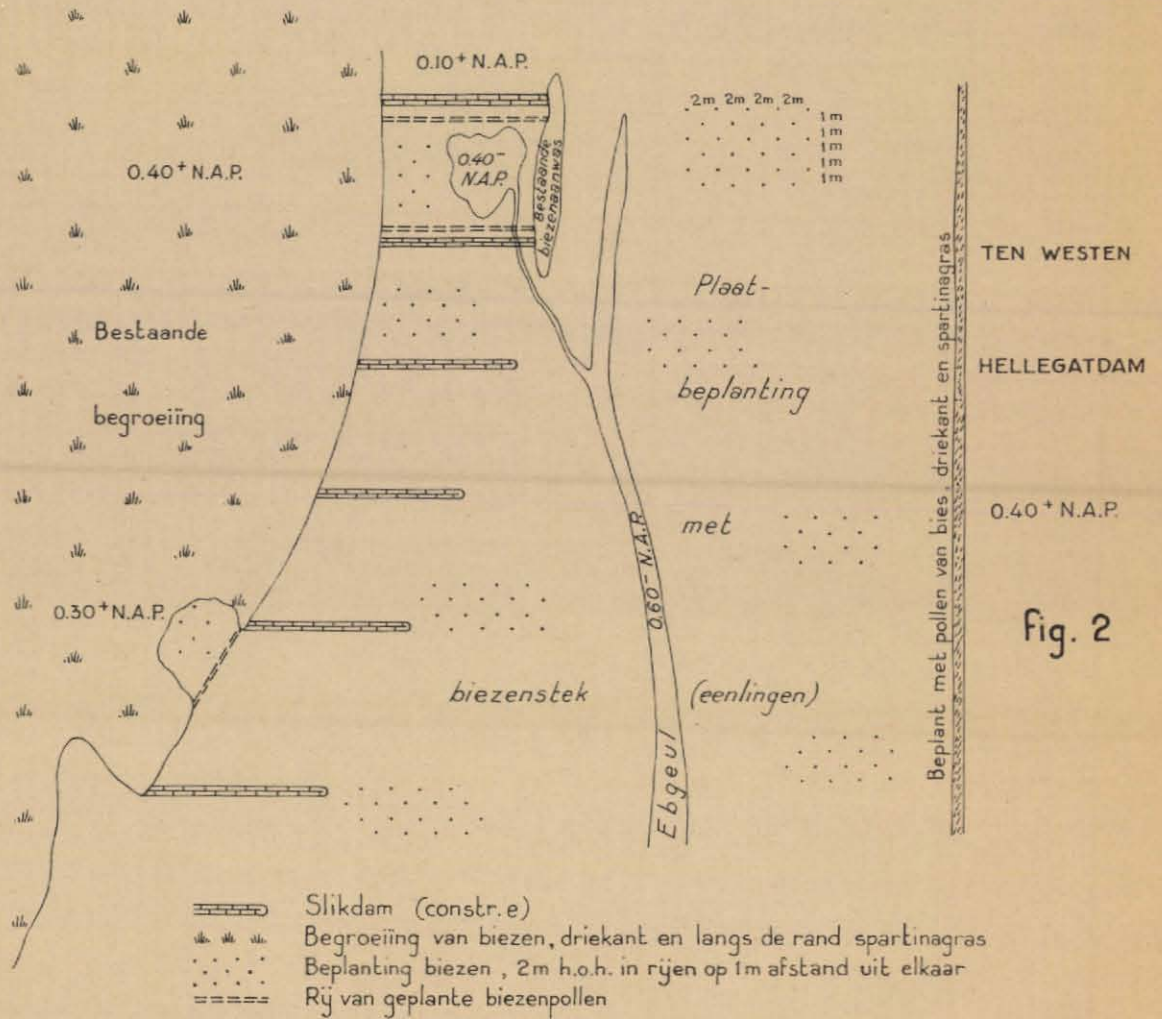 0.10⁺ N.A.P.
2m 2m 2m 2m
1m
1m
1m
1m
1m
0.40⁺ N.A.P.
0.40⁻
N.A.P.
Bestaande
biezenaanwas
TEN WESTEN
HELLEGATDAM
0.40⁺ N.A.P.
Beplant met pollen van bies, driekant en spartinagras
Plaat-
beplanting
met
biezenstek (eenlingen)
Bestaande
begroeiïng
0.30⁺ N.A.P.
0.60⁻ N.A.P.
Ebgeul
Fig. 2
Slikdam (constr. e)
Begroeiïng van biezen, driekant en langs de rand spartinagras
Beplanting biezen, 2m h.o.h. in rijen op 1m afstand uit elkaar
Rij van geplante biezenpollen